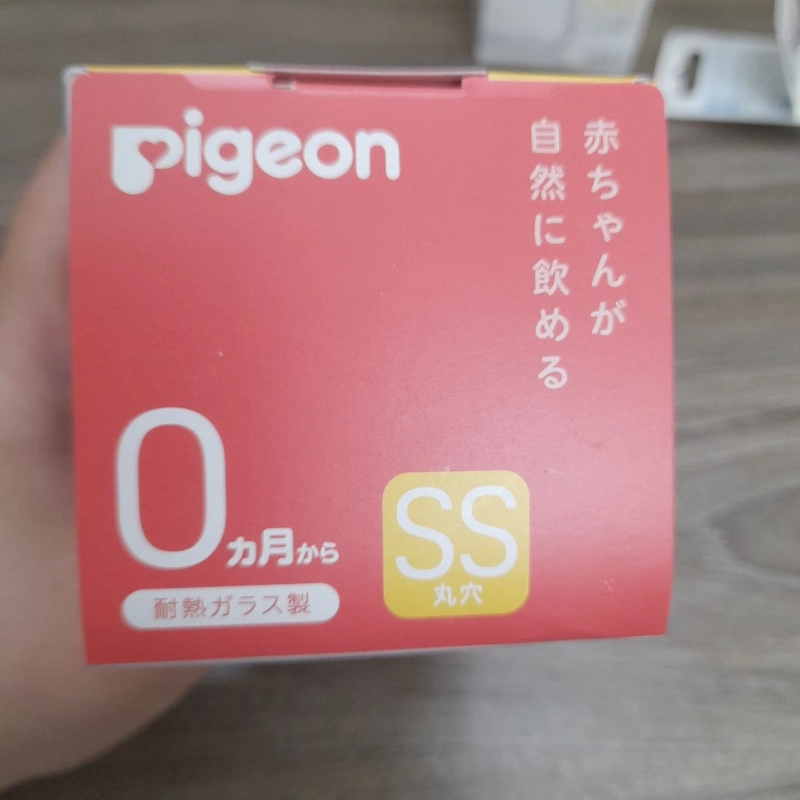 pigeon
赤ちゃんが
自然に飲める
0ヵ月から
耐熱ガラス製
SS
丸穴